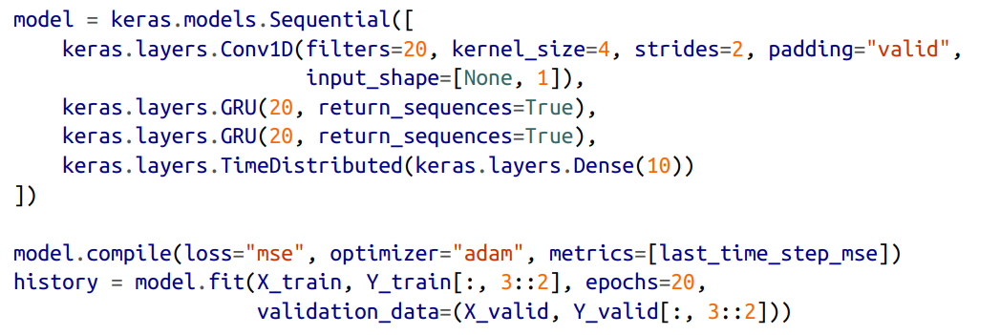 model = keras.models.Sequential([
    keras.layers.Conv1D(filters=20, kernel_size=4, strides=2, padding="valid",
                        input_shape=[None, 1]),
    keras.layers.GRU(20, return_sequences=True),
    keras.layers.GRU(20, return_sequences=True),
    keras.layers.TimeDistributed(keras.layers.Dense(10))
])

model.compile(loss="mse", optimizer="adam", metrics=[last_time_step_mse])
history = model.fit(X_train, Y_train[:, 3::2], epochs=20,
                    validation_data=(X_valid, Y_valid[:, 3::2]))